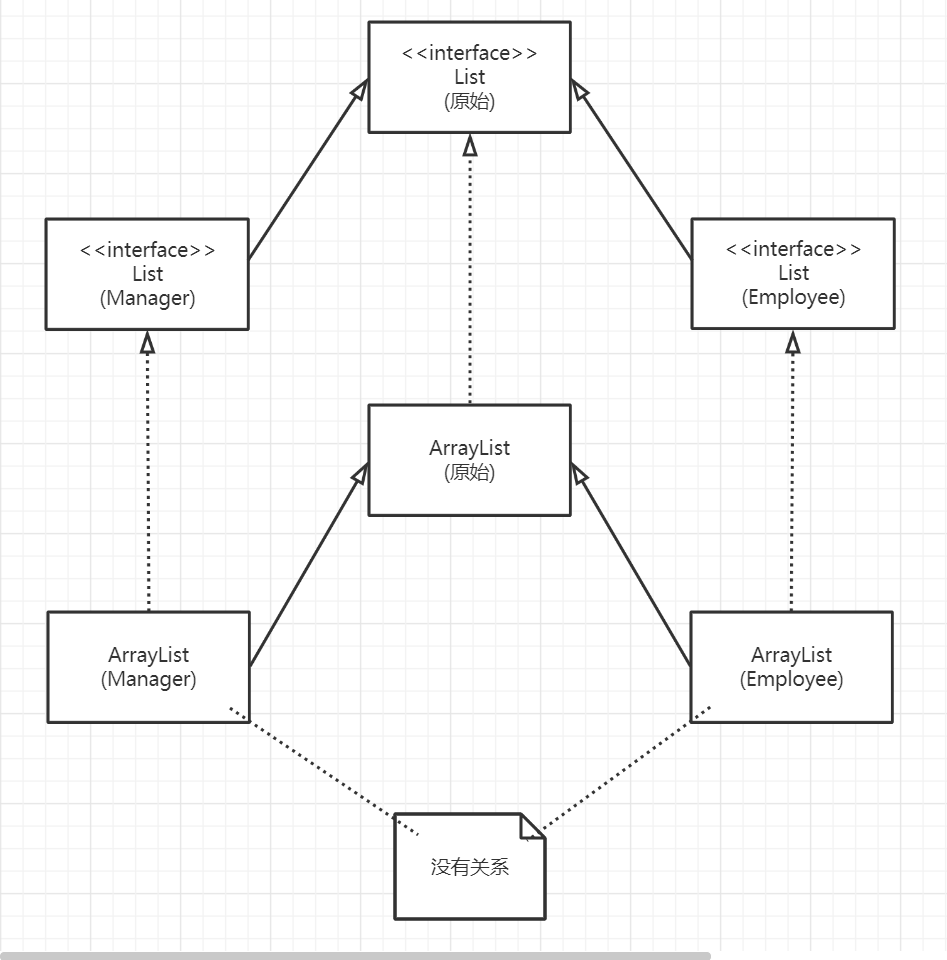 <<interface>>
List
(原始)
<<interface>>
List
(Manager)
<<interface>>
List
(Employee)
ArrayList
(原始)
ArrayList
(Manager)
ArrayList
(Employee)
没有关系